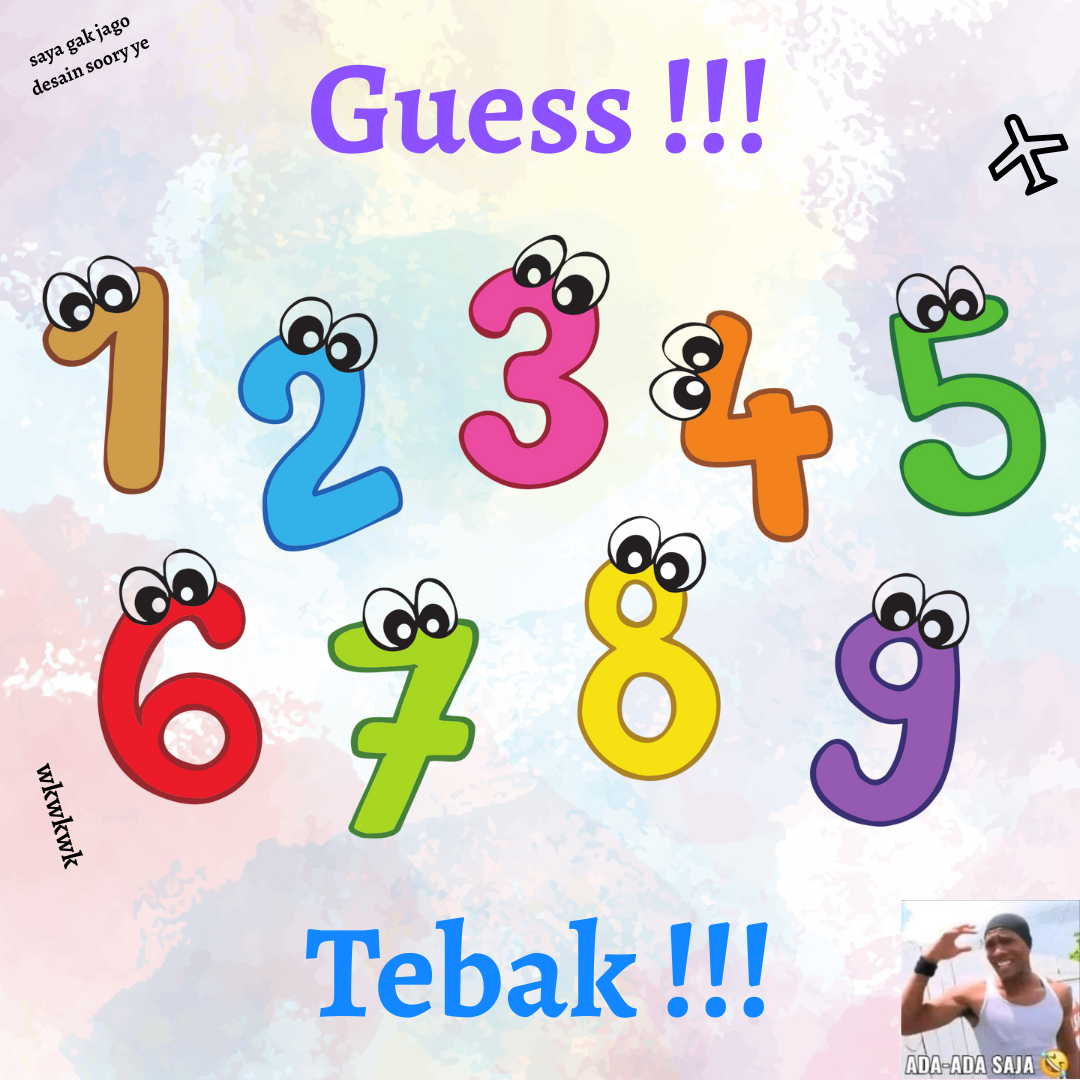 saya gak jago
desain soory ye
Guess !!!
1 2 3 4 5
6 7 8 9
wkwkwk
Tebak !!!
ADA-ADA SAJA 🤣